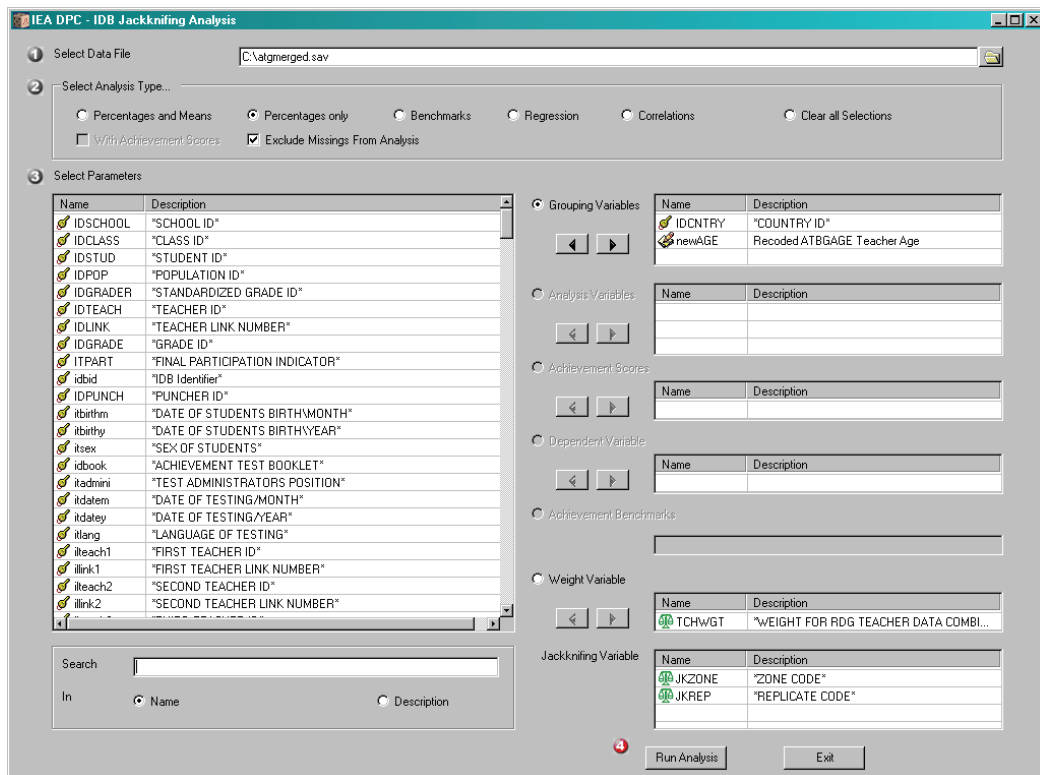 IEA DPC - IDB Jackknifing Analysis
1 Select Data File
C:\atgmerged.sav
2 Select Analysis Type...
Percentages and Means Percentages only Benchmarks Regression Correlations Clear all Selections
With Achievement Scores Exclude Missings From Analysis
3 Select Parameters
Name Description
IDSCHOOL *SCHOOL ID*
IDCLASS *CLASS ID*
IDSTUD *STUDENT ID*
IDPOP *POPULATION ID*
IDGRADER *STANDARDIZED GRADE ID*
IDTEACH *TEACHER ID*
IDLINK *TEACHER LINK NUMBER*
IDGRADE *GRADE ID*
ITPART *FINAL PARTICIPATION INDICATOR*
idbid *IDB Identifier*
IDPUNCH *PUNCHER ID*
itbirthm *DATE OF STUDENTS BIRTH\MONTH*
itbirthy *DATE OF STUDENTS BIRTH\YEAR*
itsex *SEX OF STUDENTS*
idbook *ACHIEVEMENT TEST BOOKLET*
itadmini *TEST ADMINISTRATORS POSITION*
itdatem *DATE OF TESTING/MONTH*
itdatey *DATE OF TESTING/YEAR*
itlang *LANGUAGE OF TESTING*
ilteach1 *FIRST TEACHER ID*
illink1 *FIRST TEACHER LINK NUMBER*
ilteach2 *SECOND TEACHER ID*
illink2 *SECOND TEACHER LINK NUMBER*
Search
In Name Description
Grouping Variables
Name Description
IDCNTRY *COUNTRY ID*
newAGE Recoded ATBGAGE Teacher Age
Analysis Variables
Name Description
Achievement Scores
Name Description
Dependent Variable
Name Description
Achievement Benchmarks
Weight Variable
Name Description
TCHWGT *WEIGHT FOR RDG TEACHER DATA COMBI...
Jackknifing Variable
Name Description
JKZONE *ZONE CODE*
JKREP *REPLICATE CODE*
4 Run Analysis Exit